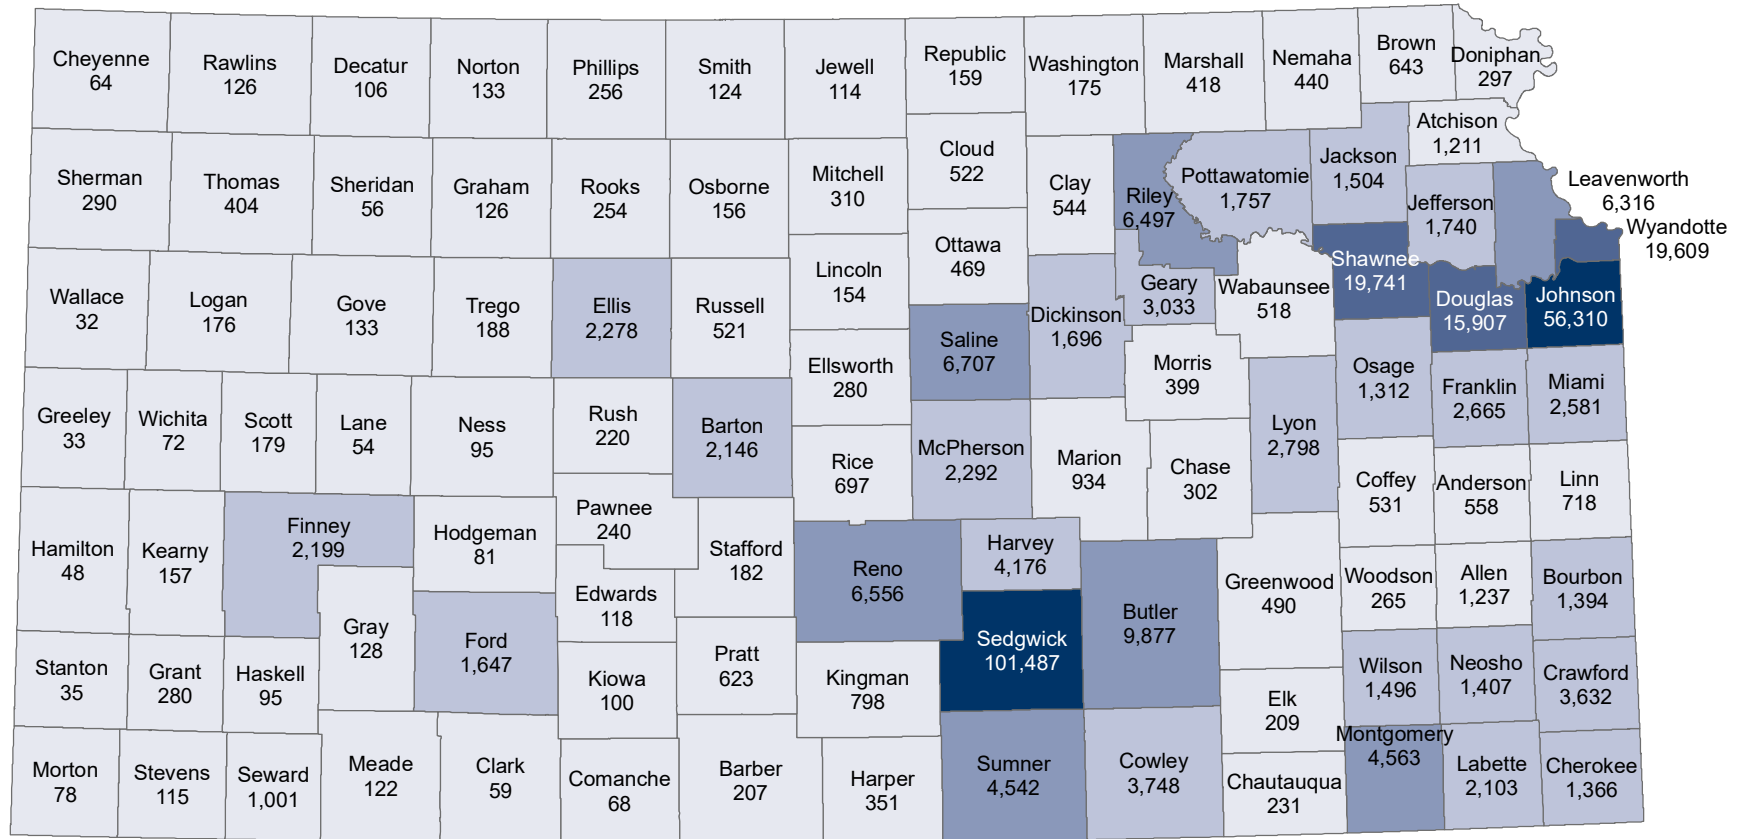 Cheyenne
64
Rawlins
126
Decatur
106
Norton
133
Phillips
256
Smith
124
Jewell
114
Republic
159
Washington
175
Marshall
418
Nemaha
440
Brown
643
Doniphan
297
Atchison
1,211
Sherman
290
Thomas
404
Sheridan
56
Graham
126
Rooks
254
Osborne
156
Mitchell
310
Cloud
522
Clay
544
Riley
6,497
Pottawatomie
1,757
Jackson
1,504
Jefferson
1,740
Leavenworth
6,316
Wyandotte
19,609
Wallace
32
Logan
176
Gove
133
Trego
188
Ellis
2,278
Russell
521
Lincoln
154
Ottawa
469
Saline
6,707
Dickinson
1,696
Geary
3,033
Wabaunsee
518
Shawnee
19,741
Douglas
15,907
Johnson
56,310
Ellsworth
280
Morris
399
Osage
1,312
Franklin
2,665
Miami
2,581
Greeley
33
Wichita
72
Scott
179
Lane
54
Ness
95
Rush
220
Barton
2,146
Rice
697
McPherson
2,292
Marion
934
Chase
302
Lyon
2,798
Coffey
531
Anderson
558
Linn
718
Hamilton
48
Kearny
157
Finney
2,199
Hodgeman
81
Pawnee
240
Stafford
182
Edwards
118
Reno
6,556
Harvey
4,176
Butler
9,877
Greenwood
490
Woodson
265
Allen
1,237
Bourbon
1,394
Gray
128
Ford
1,647
Sedgwick
101,487
Stanton
35
Grant
280
Haskell
95
Kiowa
100
Pratt
623
Kingman
798
Elk
209
Wilson
1,496
Neosho
1,407
Crawford
3,632
Morton
78
Stevens
115
Seward
1,001
Meade
122
Clark
59
Comanche
68
Barber
207
Harper
351
Sumner
4,542
Cowley
3,748
Chautauqua
231
Montgomery
4,563
Labette
2,103
Cherokee
1,366